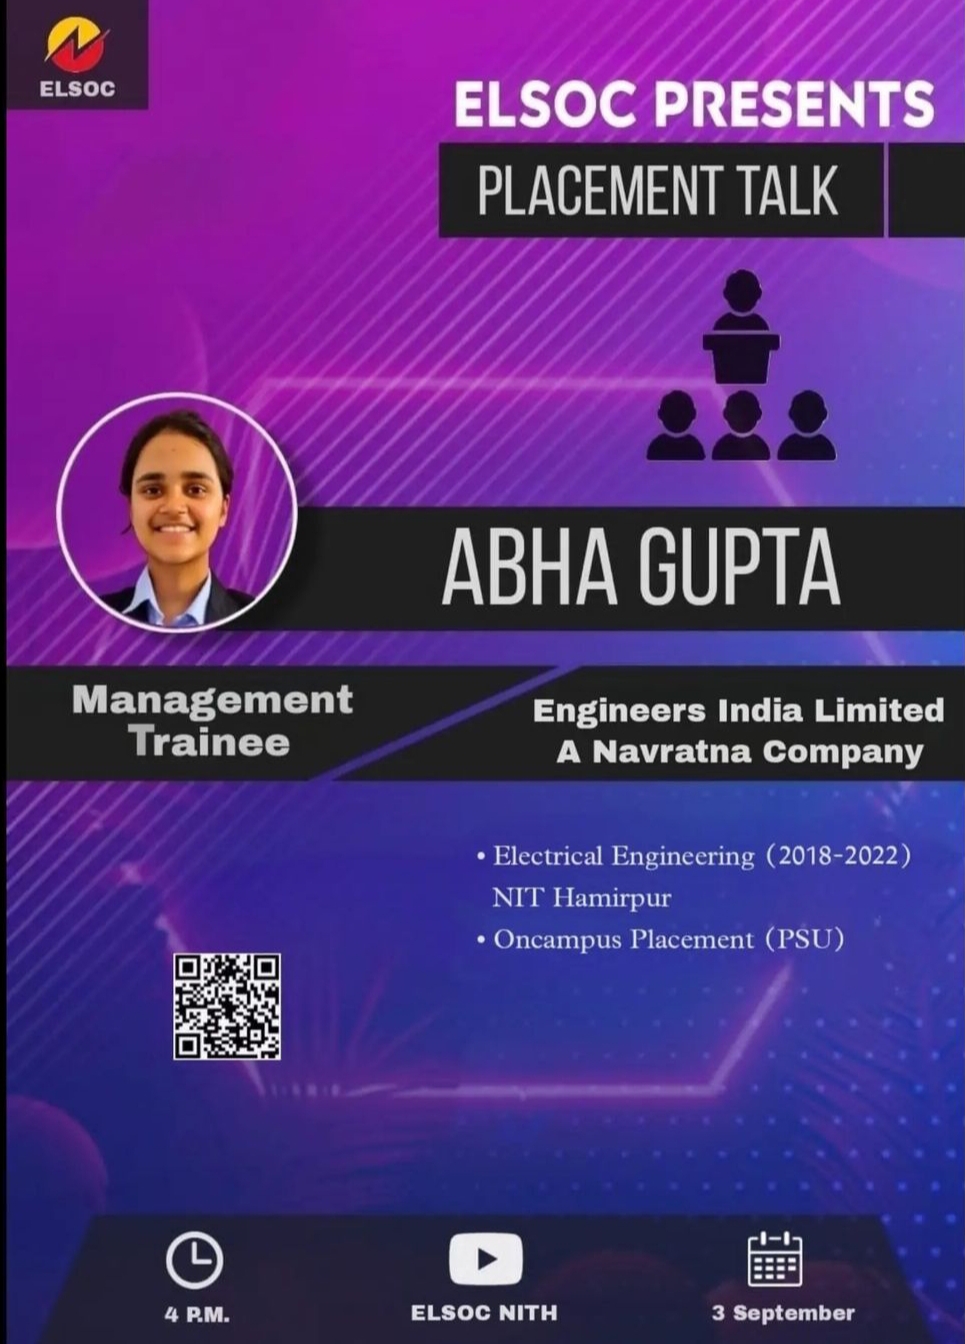 ELSOC
ELSOC PRESENTS
PLACEMENT TALK
ABHA GUPTA
Management
Trainee
Engineers India Limited
A Navratna Company
• Electrical Engineering (2018-2022)
NIT Hamirpur
• Oncampus Placement (PSU)
4 P.M.
ELSOC NITH
3 September